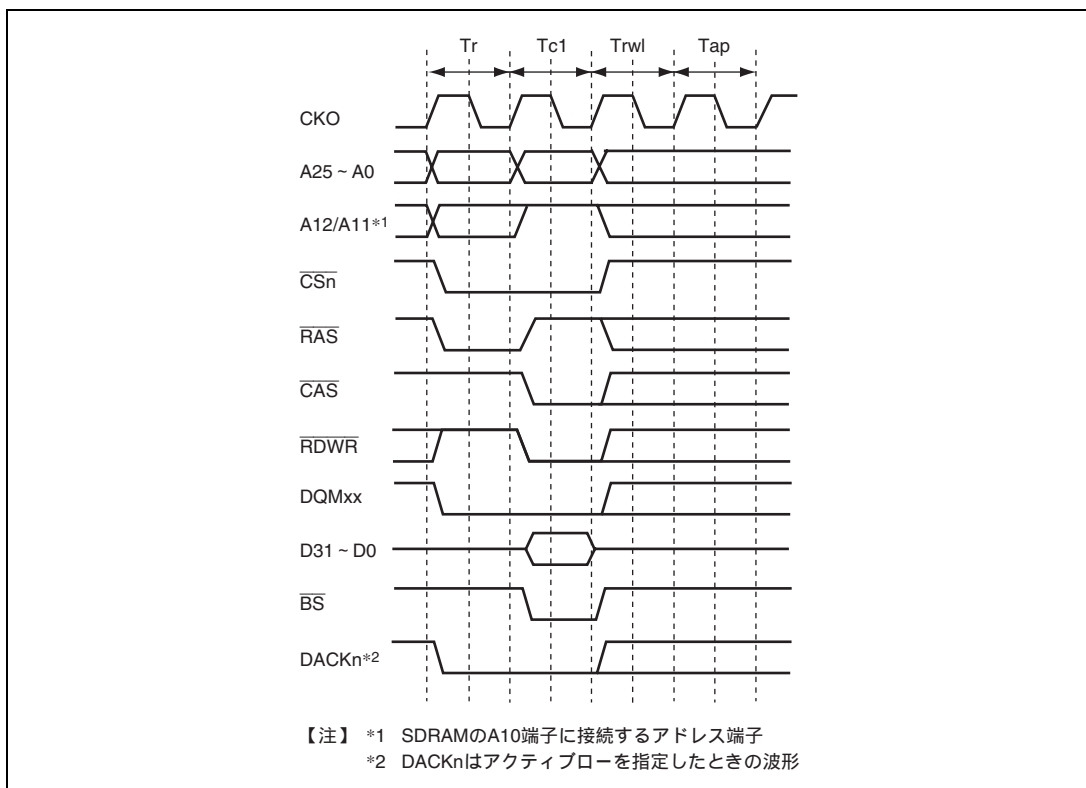 Tr Tc1 Trwl Tap
CKO
A25 ~ A0
A12/A11*1
CSn
RAS
CAS
RDWR
DQMxx
D31 ~ D0
BS
DACKn*2
【注】 *1 SDRAMのA10端子に接続するアドレス端子
*2 DACKnはアクティブローを指定したときの波形